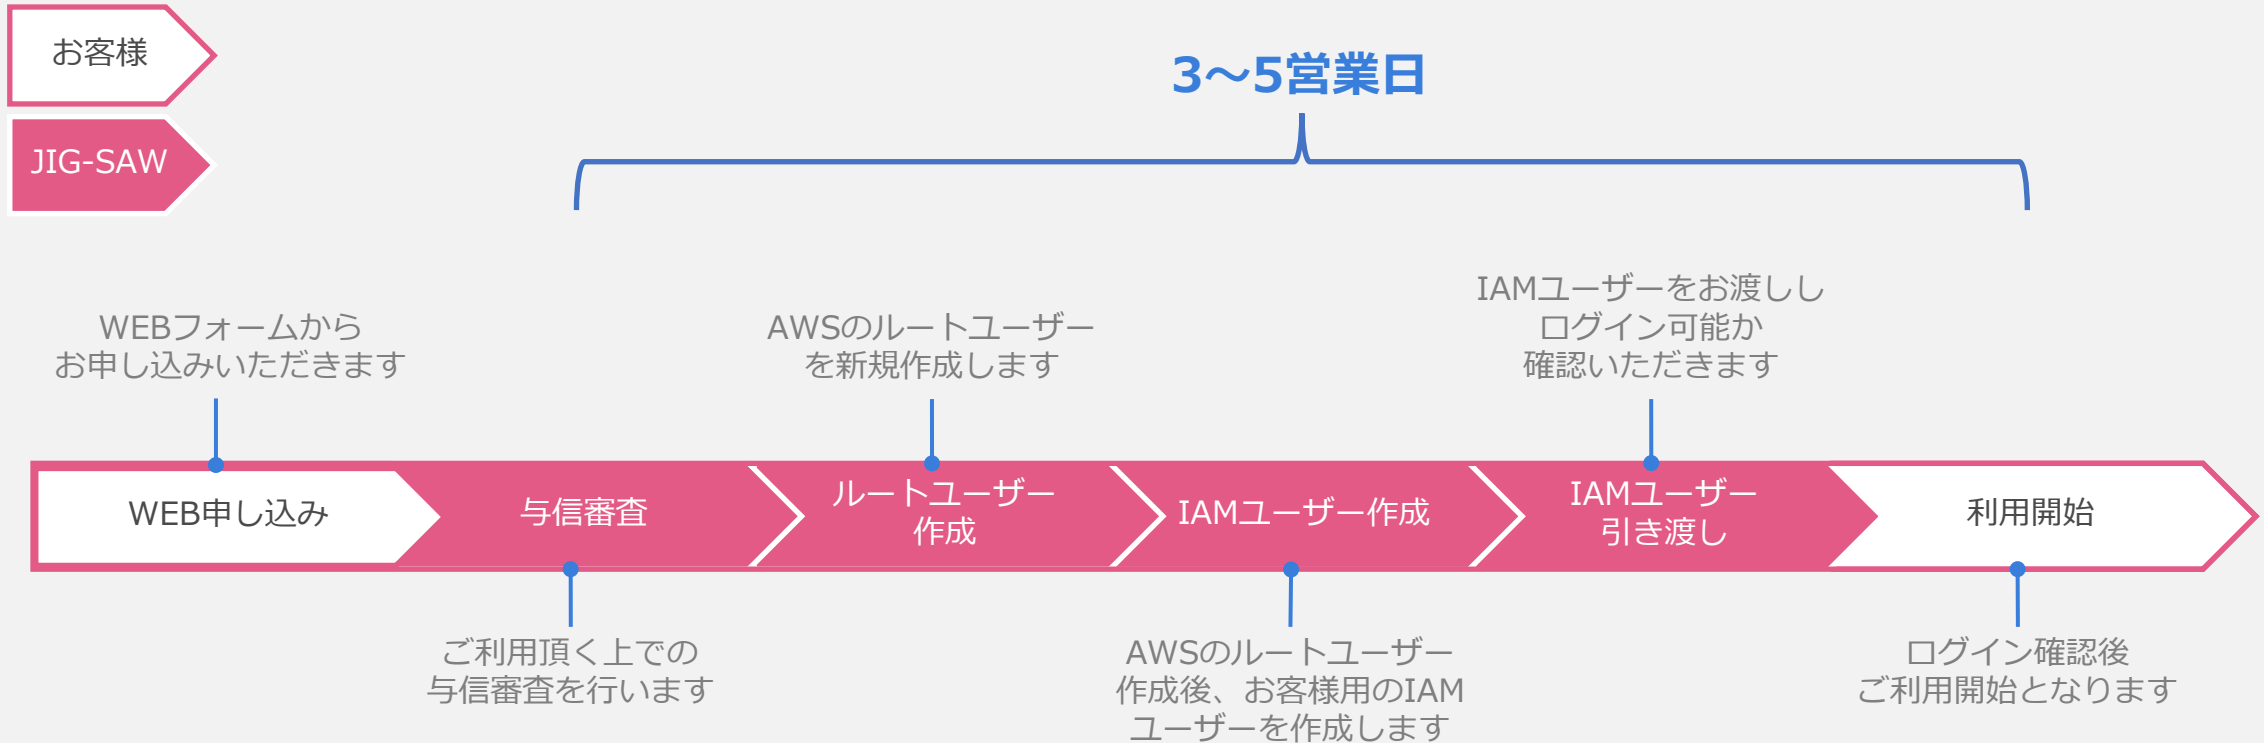 お客様
JIG-SAW
3～5営業日
WEBフォームから
お申し込みいただきます
AWSのルートユーザー
を新規作成します
IAMユーザーをお渡しし
ログイン可能か
確認いただきます
WEB申し込み
与信審査
ルートユーザー
作成
IAMユーザー作成
IAMユーザー
引き渡し
利用開始
ご利用頂く上での
与信審査を行います
AWSのルートユーザー
作成後、お客様用のIAM
ユーザーを作成します
ログイン確認後
ご利用開始となります